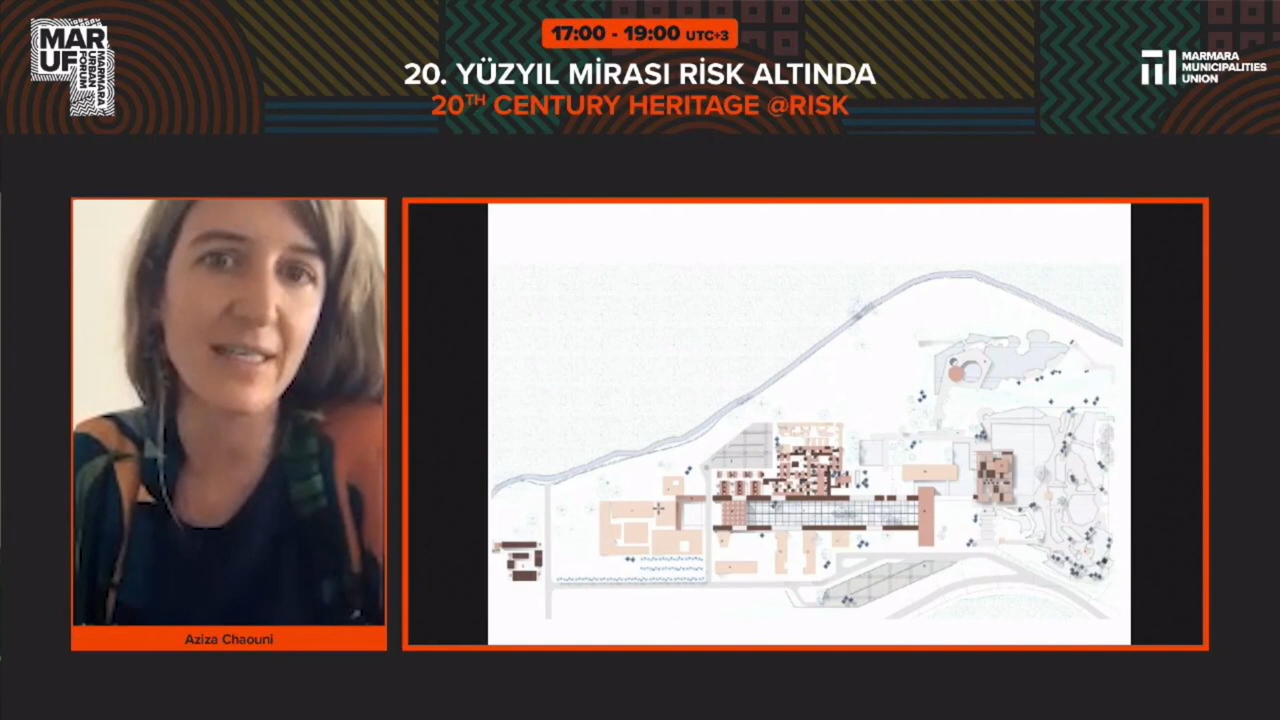 MAR
UF
MARMARA
URBAN
FORUM
17:00 - 19:00 UTC+3
20. YÜZYIL MİRASI RİSK ALTINDA
20TH CENTURY HERITAGE @RISK
MARMARA
MUNICIPALITIES
UNION
Aziza Chaouni